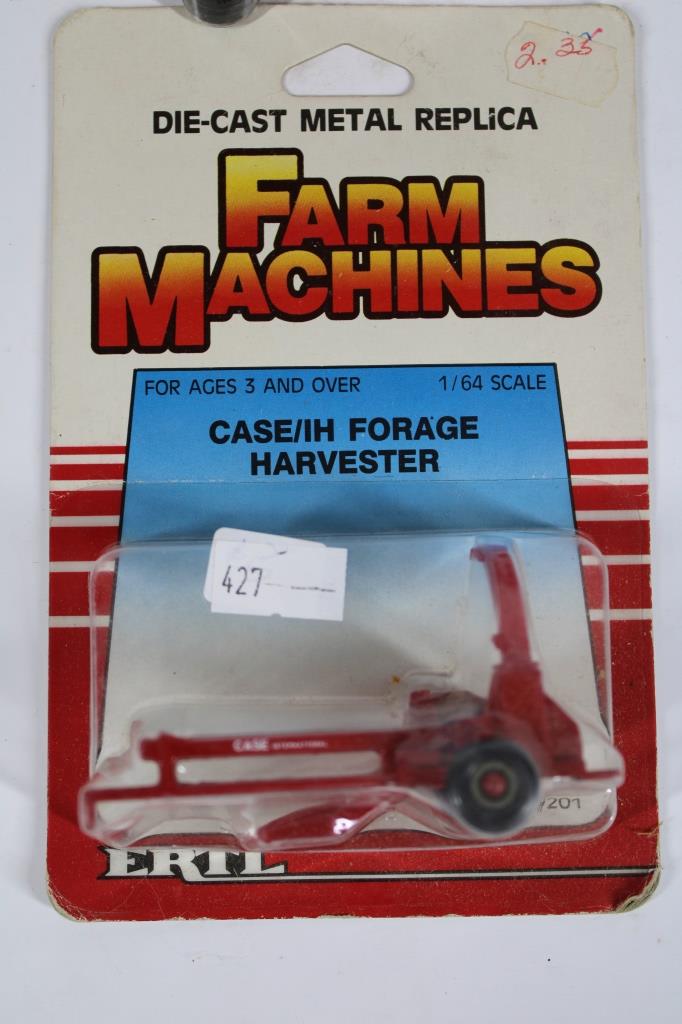 2.35
DIE-CAST METAL REPLICA
FARM
MACHINES
FOR AGES 3 AND OVER 1/64 SCALE
CASE/IH FORAGE
HARVESTER
427
CASE INTERNATIONAL
#201
ERTL